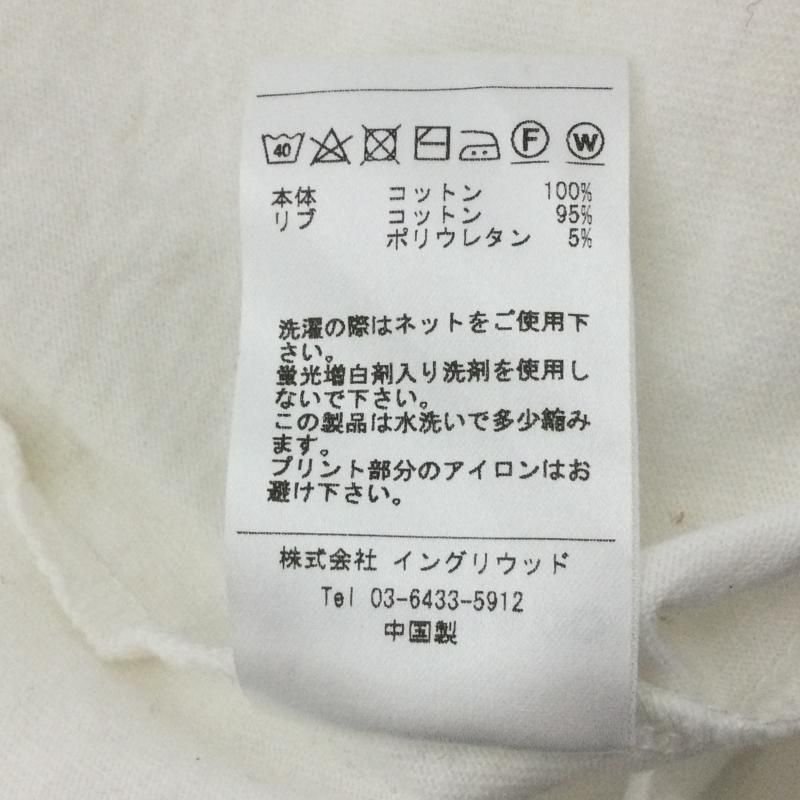 40 F W
本体 コットン 100%
リブ コットン 95%
ポリウレタン 5%
洗濯の際はネットをご使用下
さい。
蛍光増白剤入り洗剤を使用し
ないで下さい。
この製品は水洗いで多少縮み
ます。
プリント部分のアイロンはお
避け下さい。
株式会社 イングリウッド
Tel 03-6433-5912
中国製